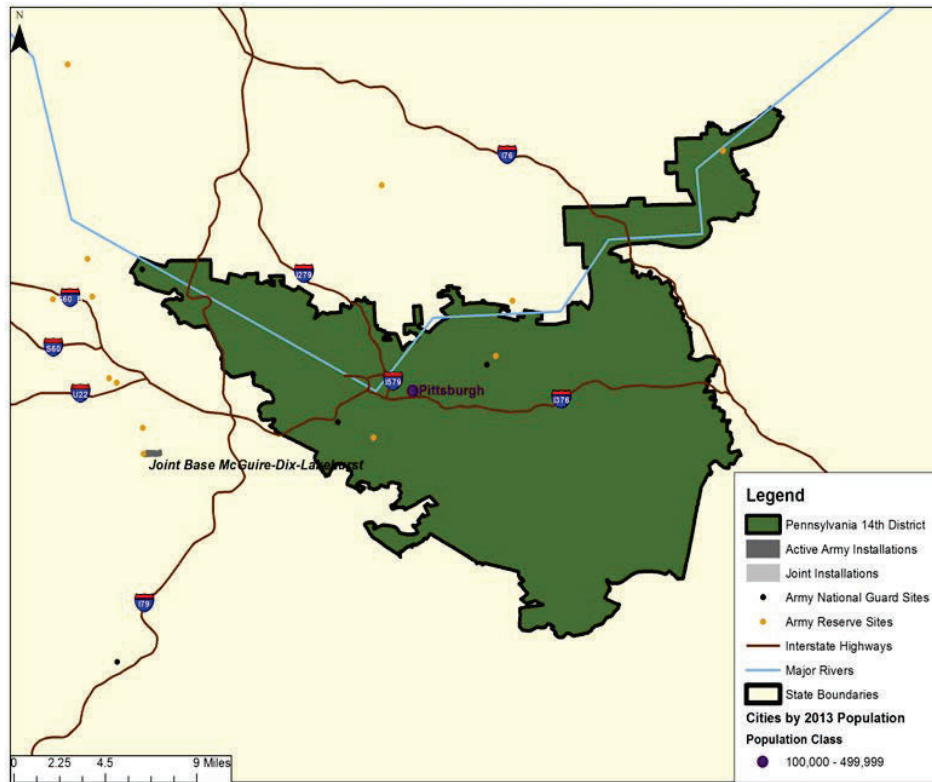 N
I76
I279
S60
S60
U22
I579
Pittsburgh
I376
Joint Base McGuire-Dix-Lakehurst
I79
Legend
Pennsylvania 14th District
Active Army Installations
Joint Installations
Army National Guard Sites
Army Reserve Sites
Interstate Highways
Major Rivers
State Boundaries
Cities by 2013 Population
Population Class
100,000 - 499,999
0 2.25 4.5 9 Miles